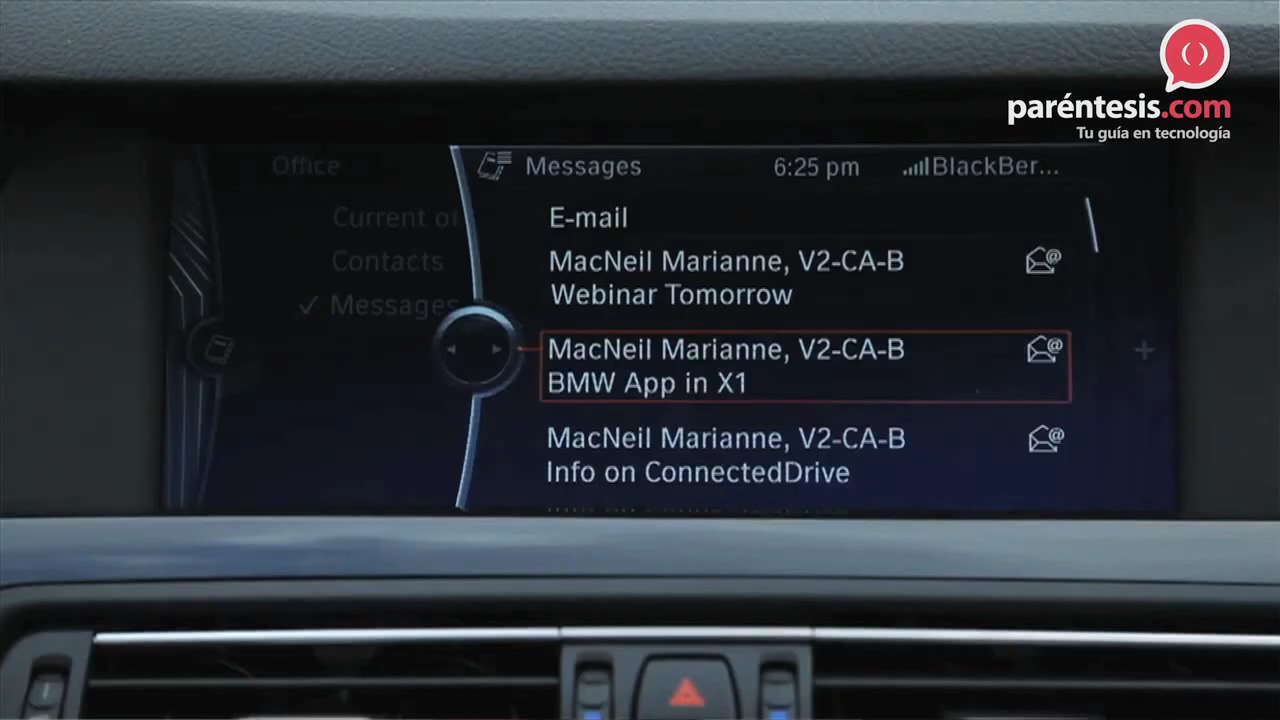 paréntesis.com
Tu guía en tecnología
Office
Messages
6:25 pm
BlackBer...
Current of
Contacts
Messages
E-mail
MacNeil Marianne, V2-CA-B
Webinar Tomorrow
MacNeil Marianne, V2-CA-B
BMW App in X1
MacNeil Marianne, V2-CA-B
Info on ConnectedDrive